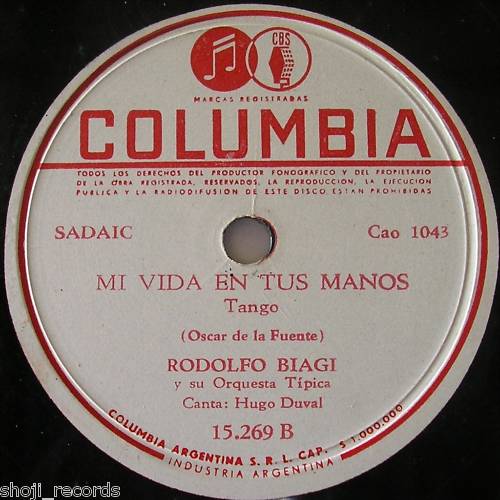 CBS
MARCAS REGISTRADAS
COLUMBIA
TODOS LOS DERECHOS DEL PRODUCTOR FONOGRAFICO Y DEL PROPIETARIO
DE LA OBRA REGISTRADA, RESERVADOS, LA REPRODUCCION, LA EJECUCION
PUBLICA Y LA RADIODIFUSION DE ESTE DISCO, ESTAN PROHIBIDAS
SADAIC
Cao 1043
MI VIDA EN TUS MANOS
Tango
(Oscar de la Fuente)
RODOLFO BIAGI
y su Orquesta Típica
Canta: Hugo Duval
15.269 B
COLUMBIA ARGENTINA S. R. L. CAP. $ 1.000.000
INDUSTRIA ARGENTINA
shoji_records